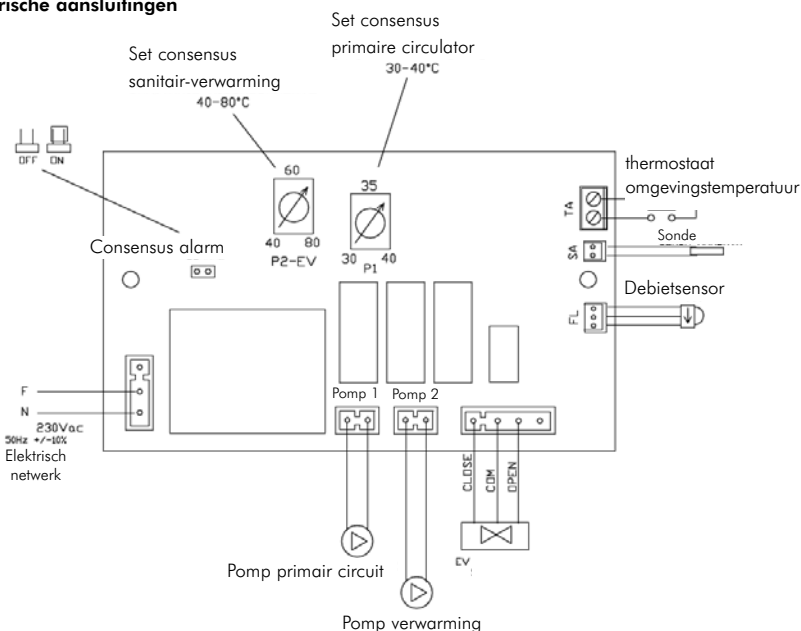 rische aansluitingen
Set consensus
primaire circulator
30-40°C
Set consensus
sanitair-verwarming
40-80°C
OFF ON
60
35
thermostaat
omgevingstemperatuur
TA
Consensus alarm
40 80
P2-EV
30 40
P1
SA
Sonde
Debietsensor
FL
F
N
230Vac
50Hz +/-10%
Elektrisch
netwerk
Pomp 1
Pomp 2
CLOSE
COM
OPEN
EV
Pomp primair circuit
Pomp verwarming